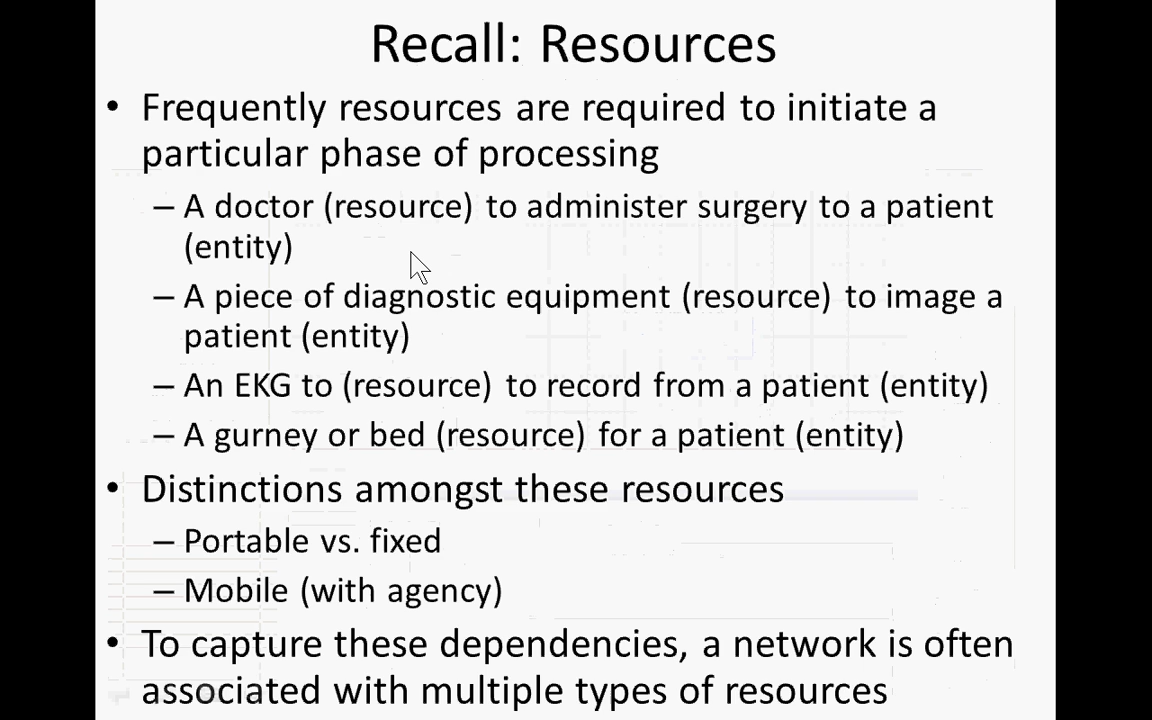 Recall: Resources
• Frequently resources are required to initiate a
particular phase of processing
– A doctor (resource) to administer surgery to a patient
(entity)
– A piece of diagnostic equipment (resource) to image a
patient (entity)
– An EKG to (resource) to record from a patient (entity)
– A gurney or bed (resource) for a patient (entity)
• Distinctions amongst these resources
– Portable vs. fixed
– Mobile (with agency)
• To capture these dependencies, a network is often
associated with multiple types of resources